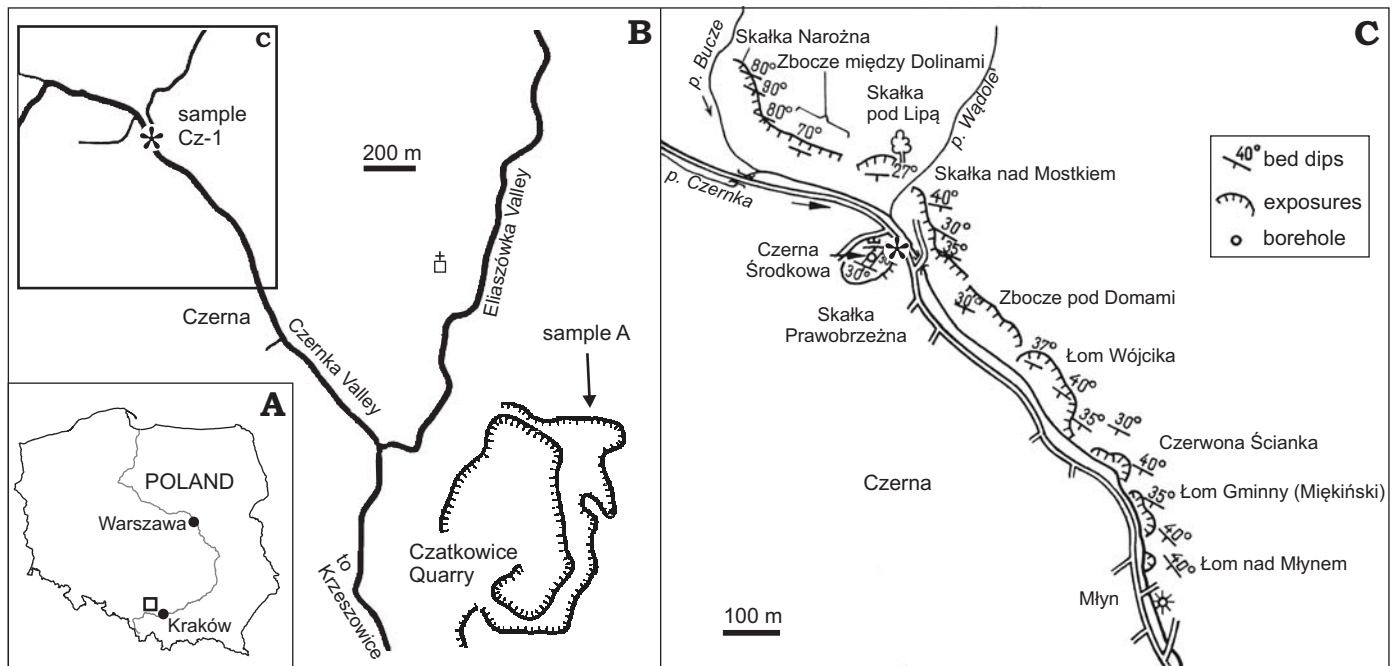 B
C
sample
Cz-1
200 m
Eliaszówka Valley
Czerna
Czernka Valley
sample A
Czatkowice
Quarry
to
Krzeszowice
A
POLAND
Warszawa
Kraków
C
p. Bucze
Skałka Narożna
Zbocze między Dolinami
80°
90°
80°
70°
Skałka
pod Lipą
27°
p. Wądole
p. Czernka
Skałka nad Mostkiem
40°
30°
35°
Czerna
Środkowa
30°
Skałka
Prawobrzeżna
30°
Zbocze pod Domami
37°
Łom Wójcika
40°
35°
30°
Czerwona Ścianka
40°
Czerna
35°
Łom Gminny (Miękiński)
40°
40°
Łom nad Młynem
Młyn
100 m
40° bed dips
exposures
borehole